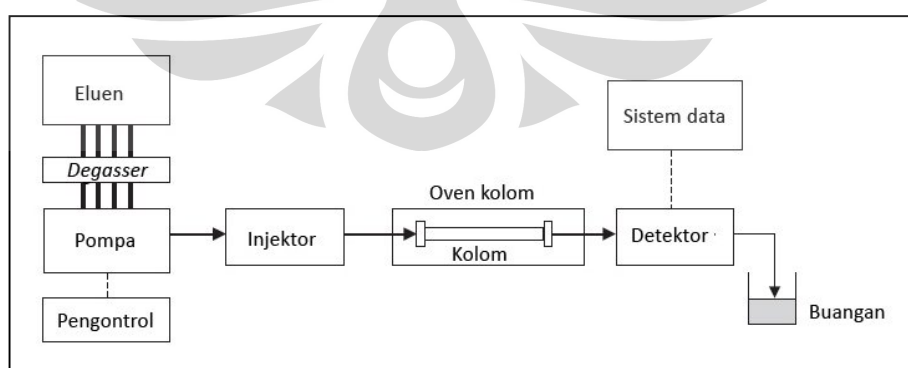 Eluen
Degasser
Pompa
Pengontrol
Injektor
Oven kolom
Kolom
Sistem data
Detektor
Buangan